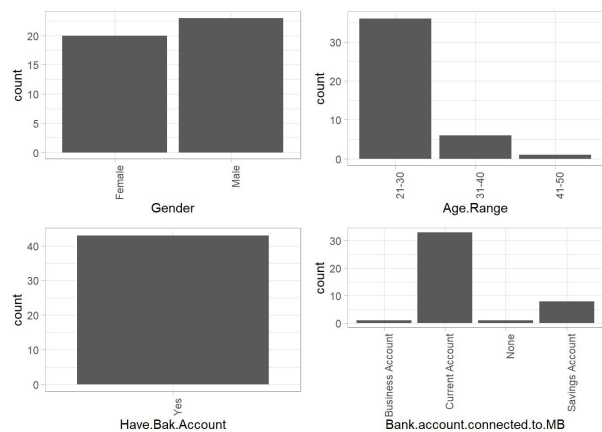 count
20
15
10
5
0
Female
Male
Gender
count
30
20
10
0
21-30
31-40
41-50
Age.Range
count
40
30
20
10
0
Yes
Have.Bak.Account
count
30
20
10
0
Business Account
Current Account
None
Savings Account
Bank.account.connected.to.MB